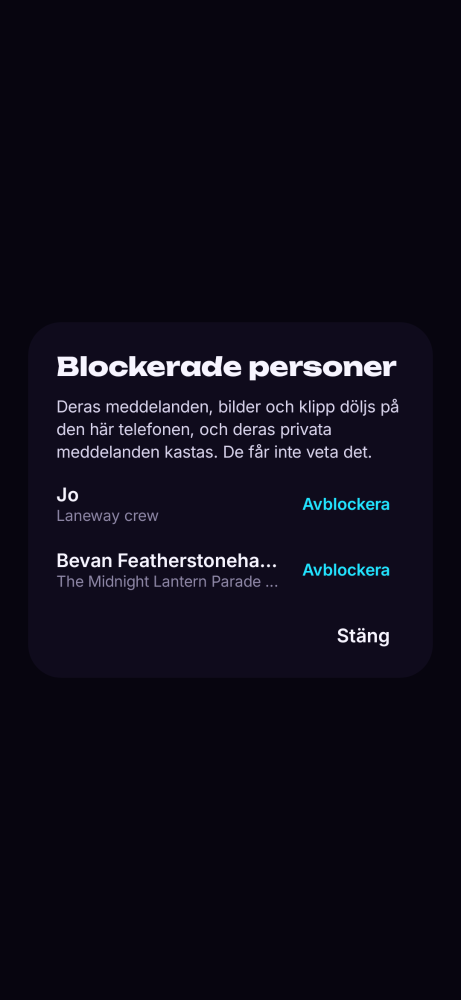 Blockerade personer
Deras meddelanden, bilder och klipp döljs på
den här telefonen, och deras privata
meddelanden kastas. De får inte veta det.
Jo
Laneway crew
Avblockera
Bevan Featherstoneha...
The Midnight Lantern Parade ...
Avblockera
Stäng